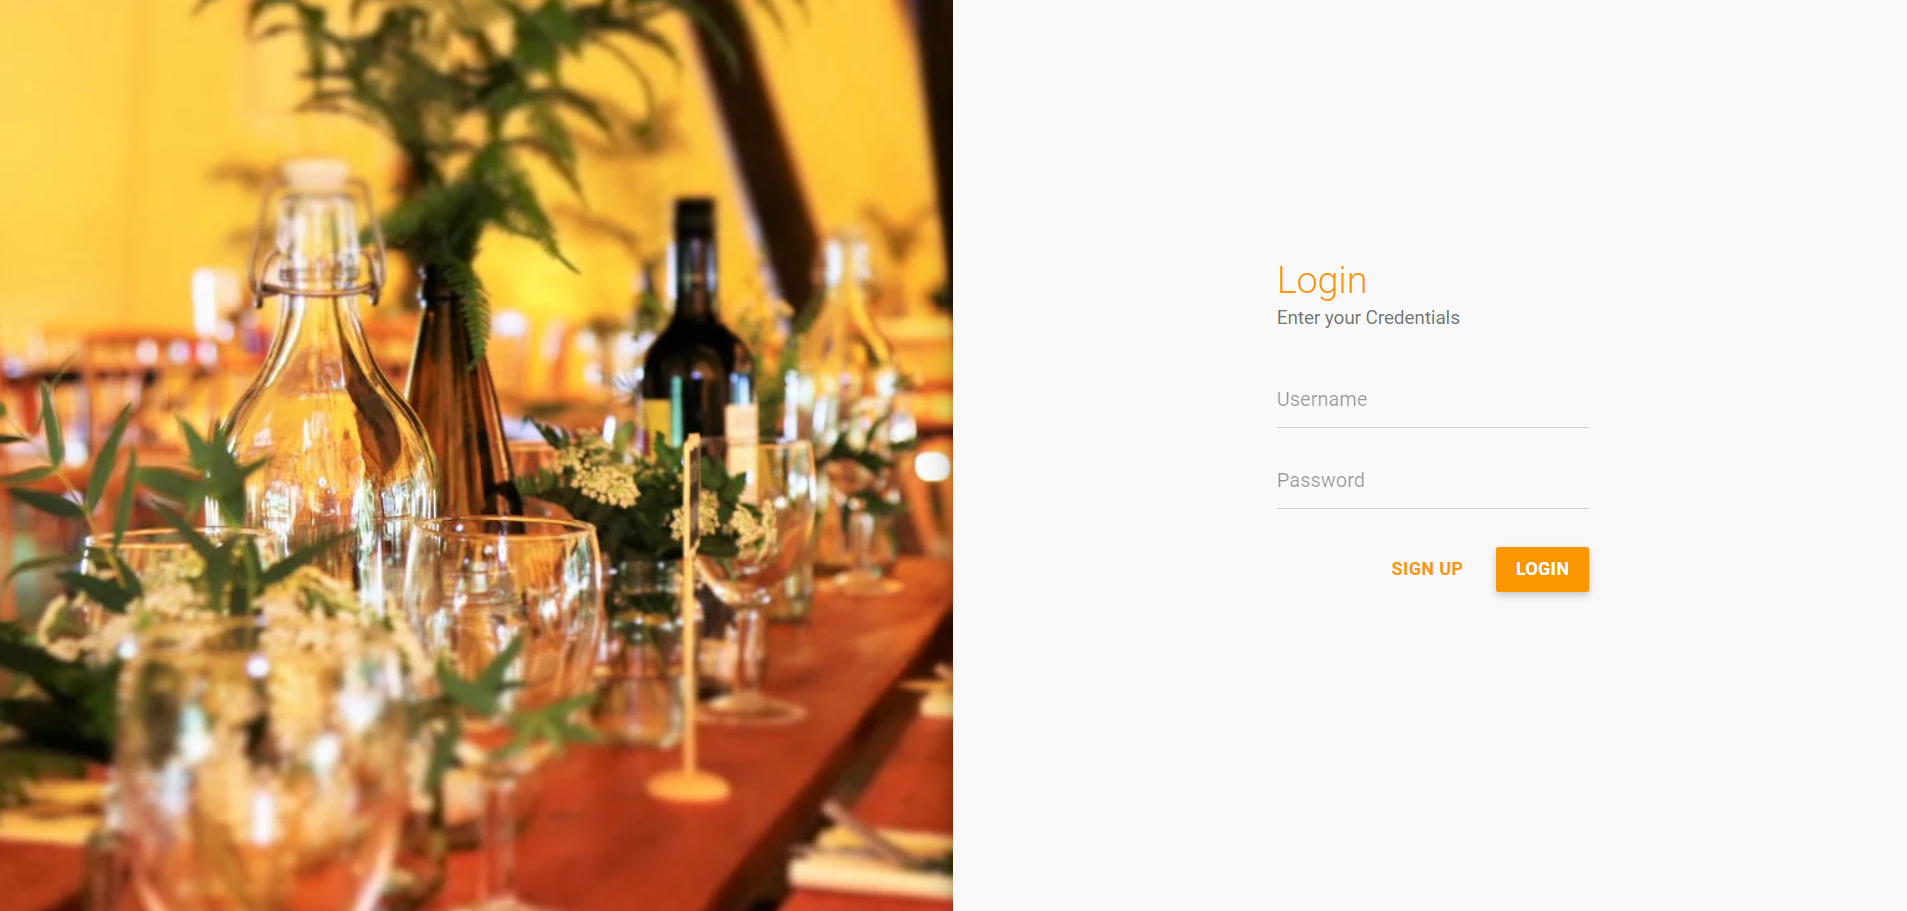 Login
Enter your Credentials
Username
Password
SIGN UP LOGIN